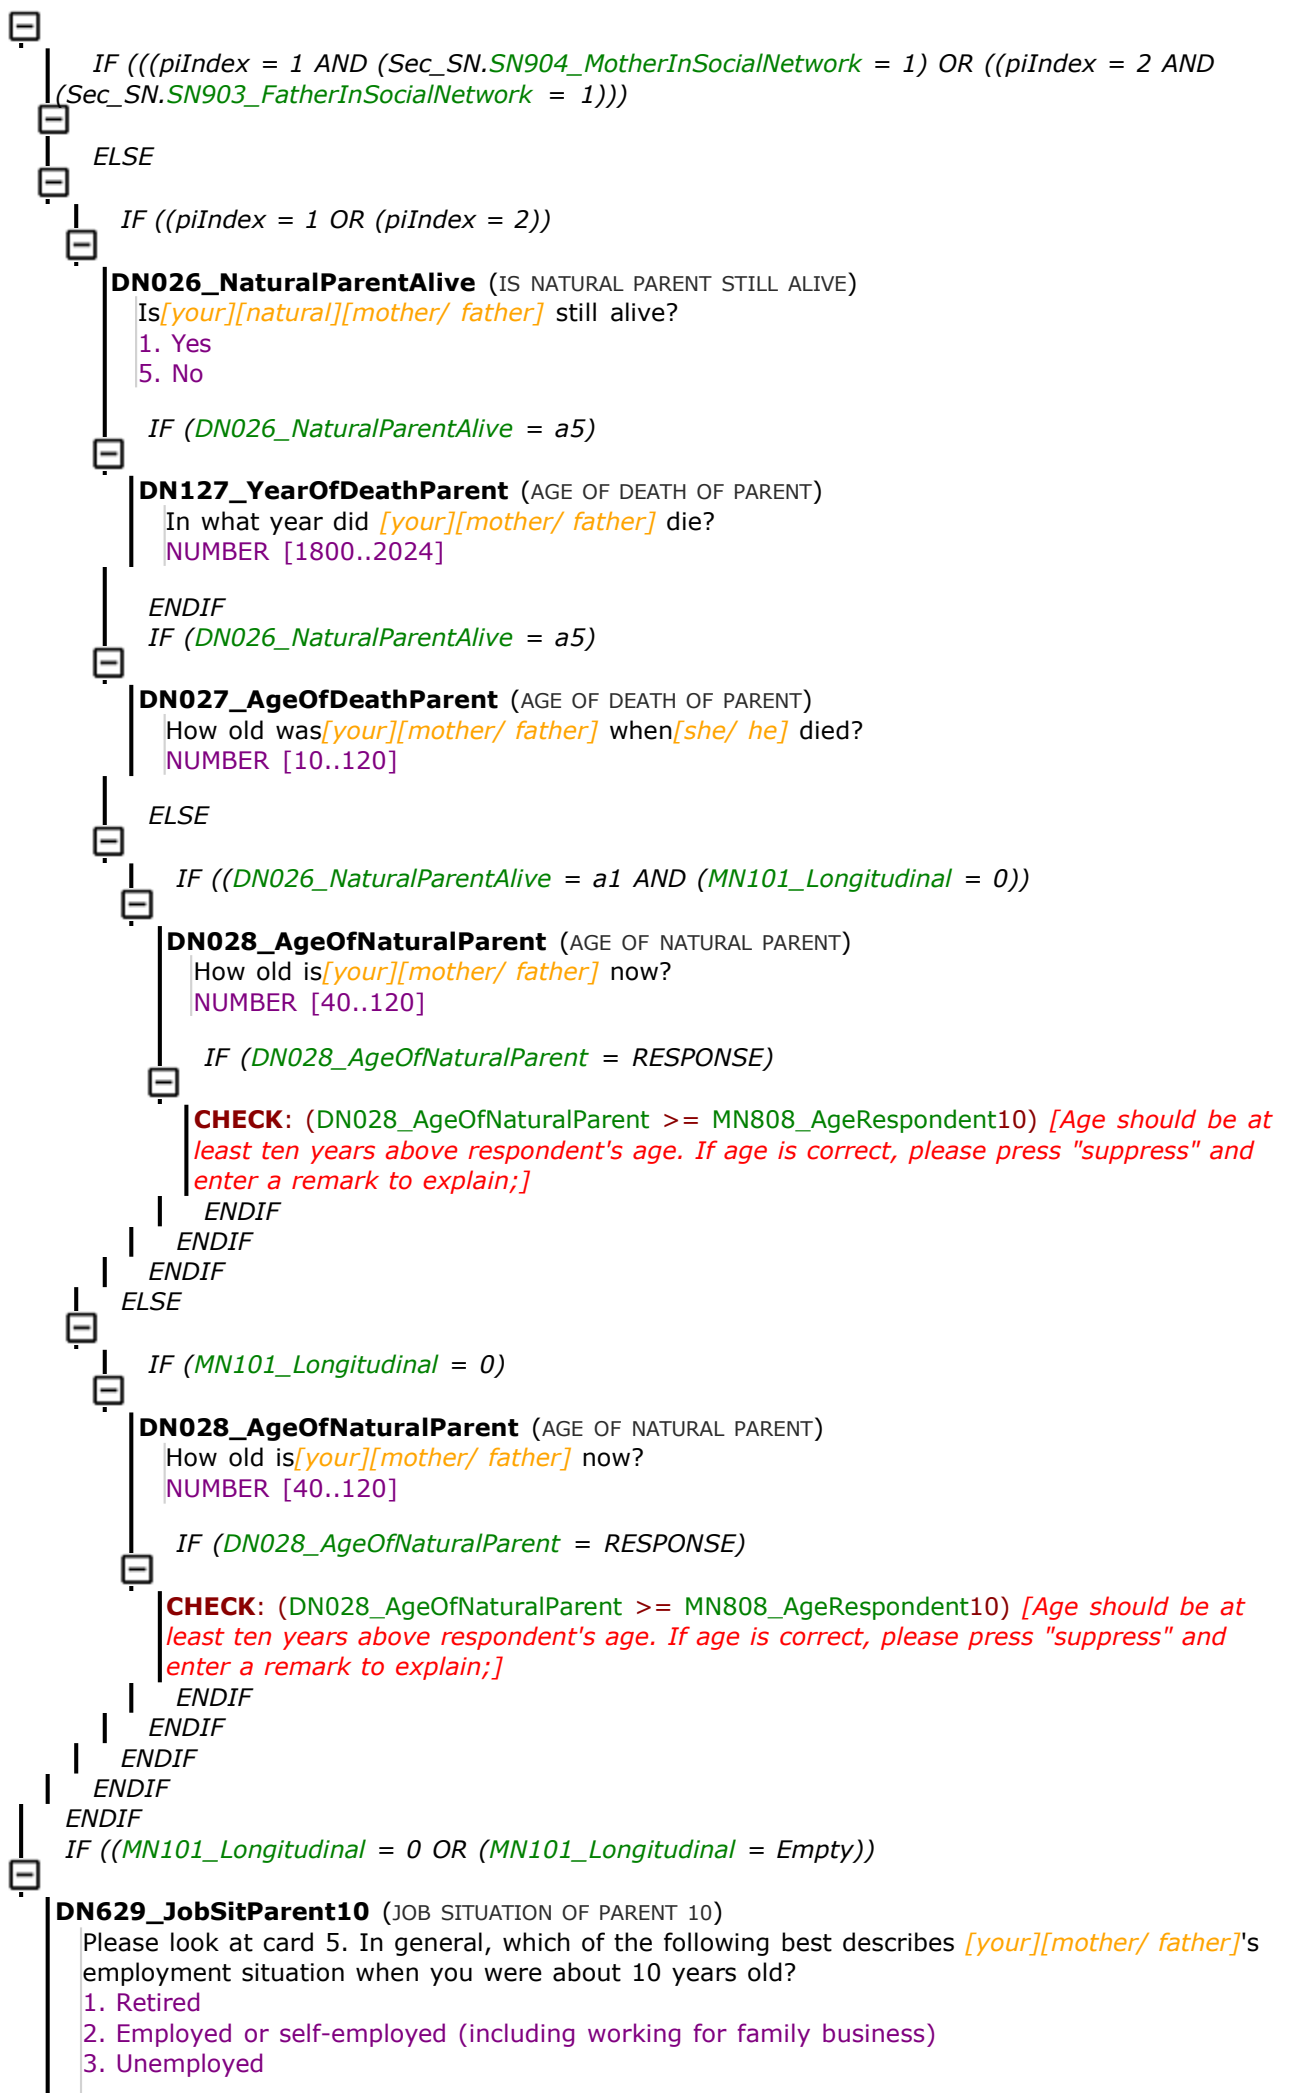 IF (((piIndex = 1 AND (Sec_SN.SN904_MotherInSocialNetwork = 1) OR ((piIndex = 2 AND
(Sec_SN.SN903_FatherInSocialNetwork = 1)))
ELSE
IF ((piIndex = 1 OR (piIndex = 2))
DN026_NaturalParentAlive (IS NATURAL PARENT STILL ALIVE)
Is[your][natural][mother/ father] still alive?
1. Yes
5. No
IF (DN026_NaturalParentAlive = a5)
DN127_YearOfDeathParent (AGE OF DEATH OF PARENT)
In what year did [your][mother/ father] die?
NUMBER [1800..2024]
ENDIF
IF (DN026_NaturalParentAlive = a5)
DN027_AgeOfDeathParent (AGE OF DEATH OF PARENT)
How old was[your][mother/ father] when[she/ he] died?
NUMBER [10..120]
ELSE
IF ((DN026_NaturalParentAlive = a1 AND (MN101_Longitudinal = 0))
DN028_AgeOfNaturalParent (AGE OF NATURAL PARENT)
How old is[your][mother/ father] now?
NUMBER [40..120]
IF (DN028_AgeOfNaturalParent = RESPONSE)
CHECK: (DN028_AgeOfNaturalParent >= MN808_AgeRespondent10) [Age should be at
least ten years above respondent's age. If age is correct, please press "suppress" and
enter a remark to explain;]
ENDIF
ENDIF
ENDIF
ELSE
IF (MN101_Longitudinal = 0)
DN028_AgeOfNaturalParent (AGE OF NATURAL PARENT)
How old is[your][mother/ father] now?
NUMBER [40..120]
IF (DN028_AgeOfNaturalParent = RESPONSE)
CHECK: (DN028_AgeOfNaturalParent >= MN808_AgeRespondent10) [Age should be at
least ten years above respondent's age. If age is correct, please press "suppress" and
enter a remark to explain;]
ENDIF
ENDIF
ENDIF
ENDIF
ENDIF
IF ((MN101_Longitudinal = 0 OR (MN101_Longitudinal = Empty))
DN629_JobSitParent10 (JOB SITUATION OF PARENT 10)
Please look at card 5. In general, which of the following best describes [your][mother/ father]'s
employment situation when you were about 10 years old?
1. Retired
2. Employed or self-employed (including working for family business)
3. Unemployed